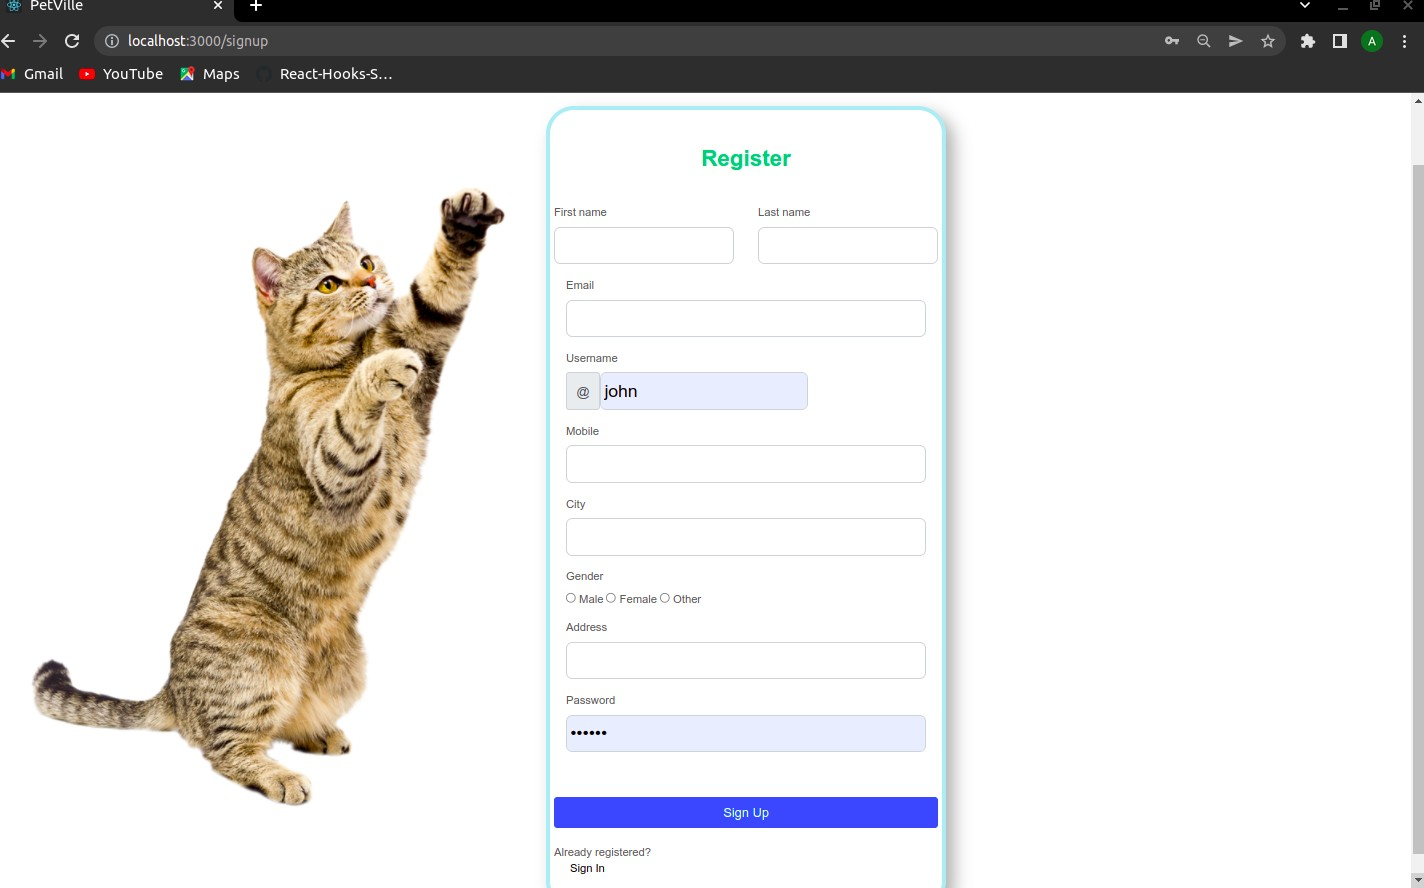 PetVille
localhost:3000/signup
A
Gmail YouTube Maps React-Hooks-S...
Register
First name Last name
Email
Username
@ john
Mobile
City
Gender
Male Female Other
Address
Password
••••••
Sign Up
Already registered?
Sign In